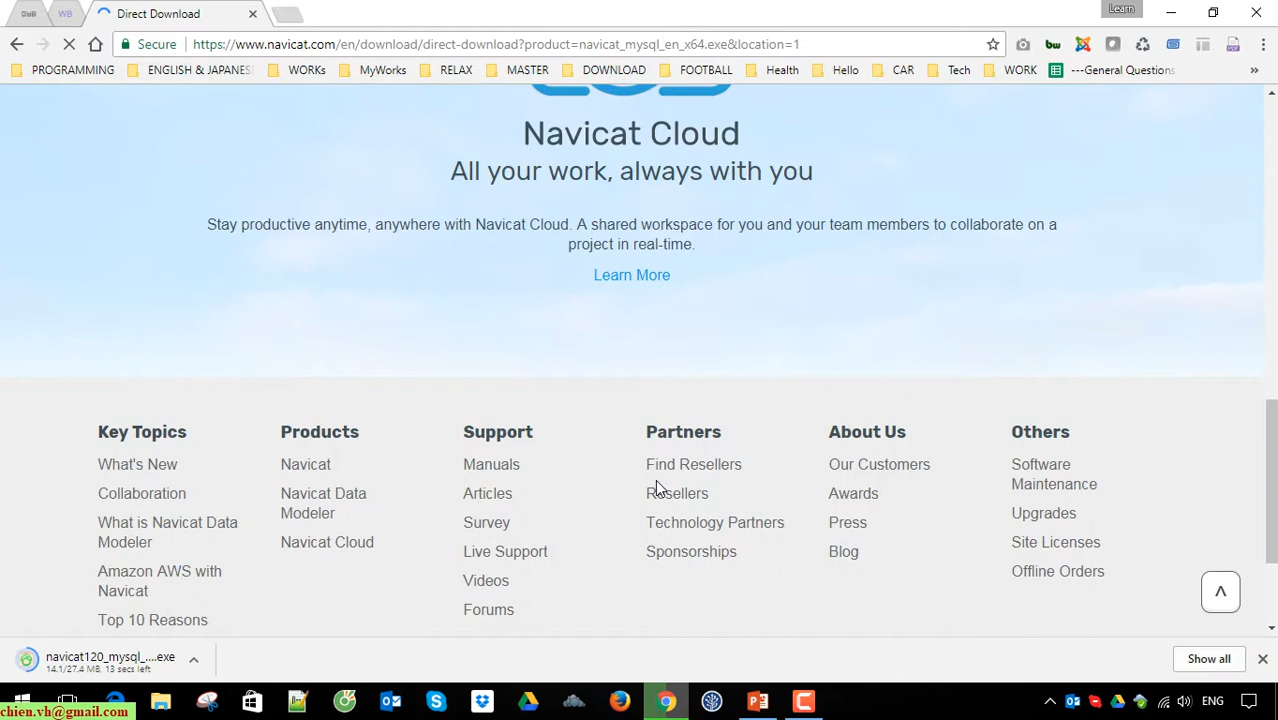 Direct Download
Learn
Secure
https://www.navicat.com/en/download/direct-download?product=navicat_mysql_en_x64.exe&location=1
PROGRAMMING
ENGLISH & JAPANES
WORKs
MyWorks
RELAX
MASTER
DOWNLOAD
FOOTBALL
Health
Hello
CAR
Tech
WORK
---General Questions
Navicat Cloud
All your work, always with you
Stay productive anytime, anywhere with Navicat Cloud. A shared workspace for you and your team members to collaborate on a
project in real-time.
Learn More
Key Topics
What's New
Collaboration
What is Navicat Data
Modeler
Amazon AWS with
Navicat
Top 10 Reasons
Products
Navicat
Navicat Data
Modeler
Navicat Cloud
Support
Manuals
Articles
Survey
Live Support
Videos
Forums
Partners
Find Resellers
Resellers
Technology Partners
Sponsorships
About Us
Our Customers
Awards
Press
Blog
Others
Software
Maintenance
Upgrades
Site Licenses
Offline Orders
navicat120_mysql_....exe
14.1/27.4 MB, 13 secs left
Show all
ENG
chien.vh@gmail.com